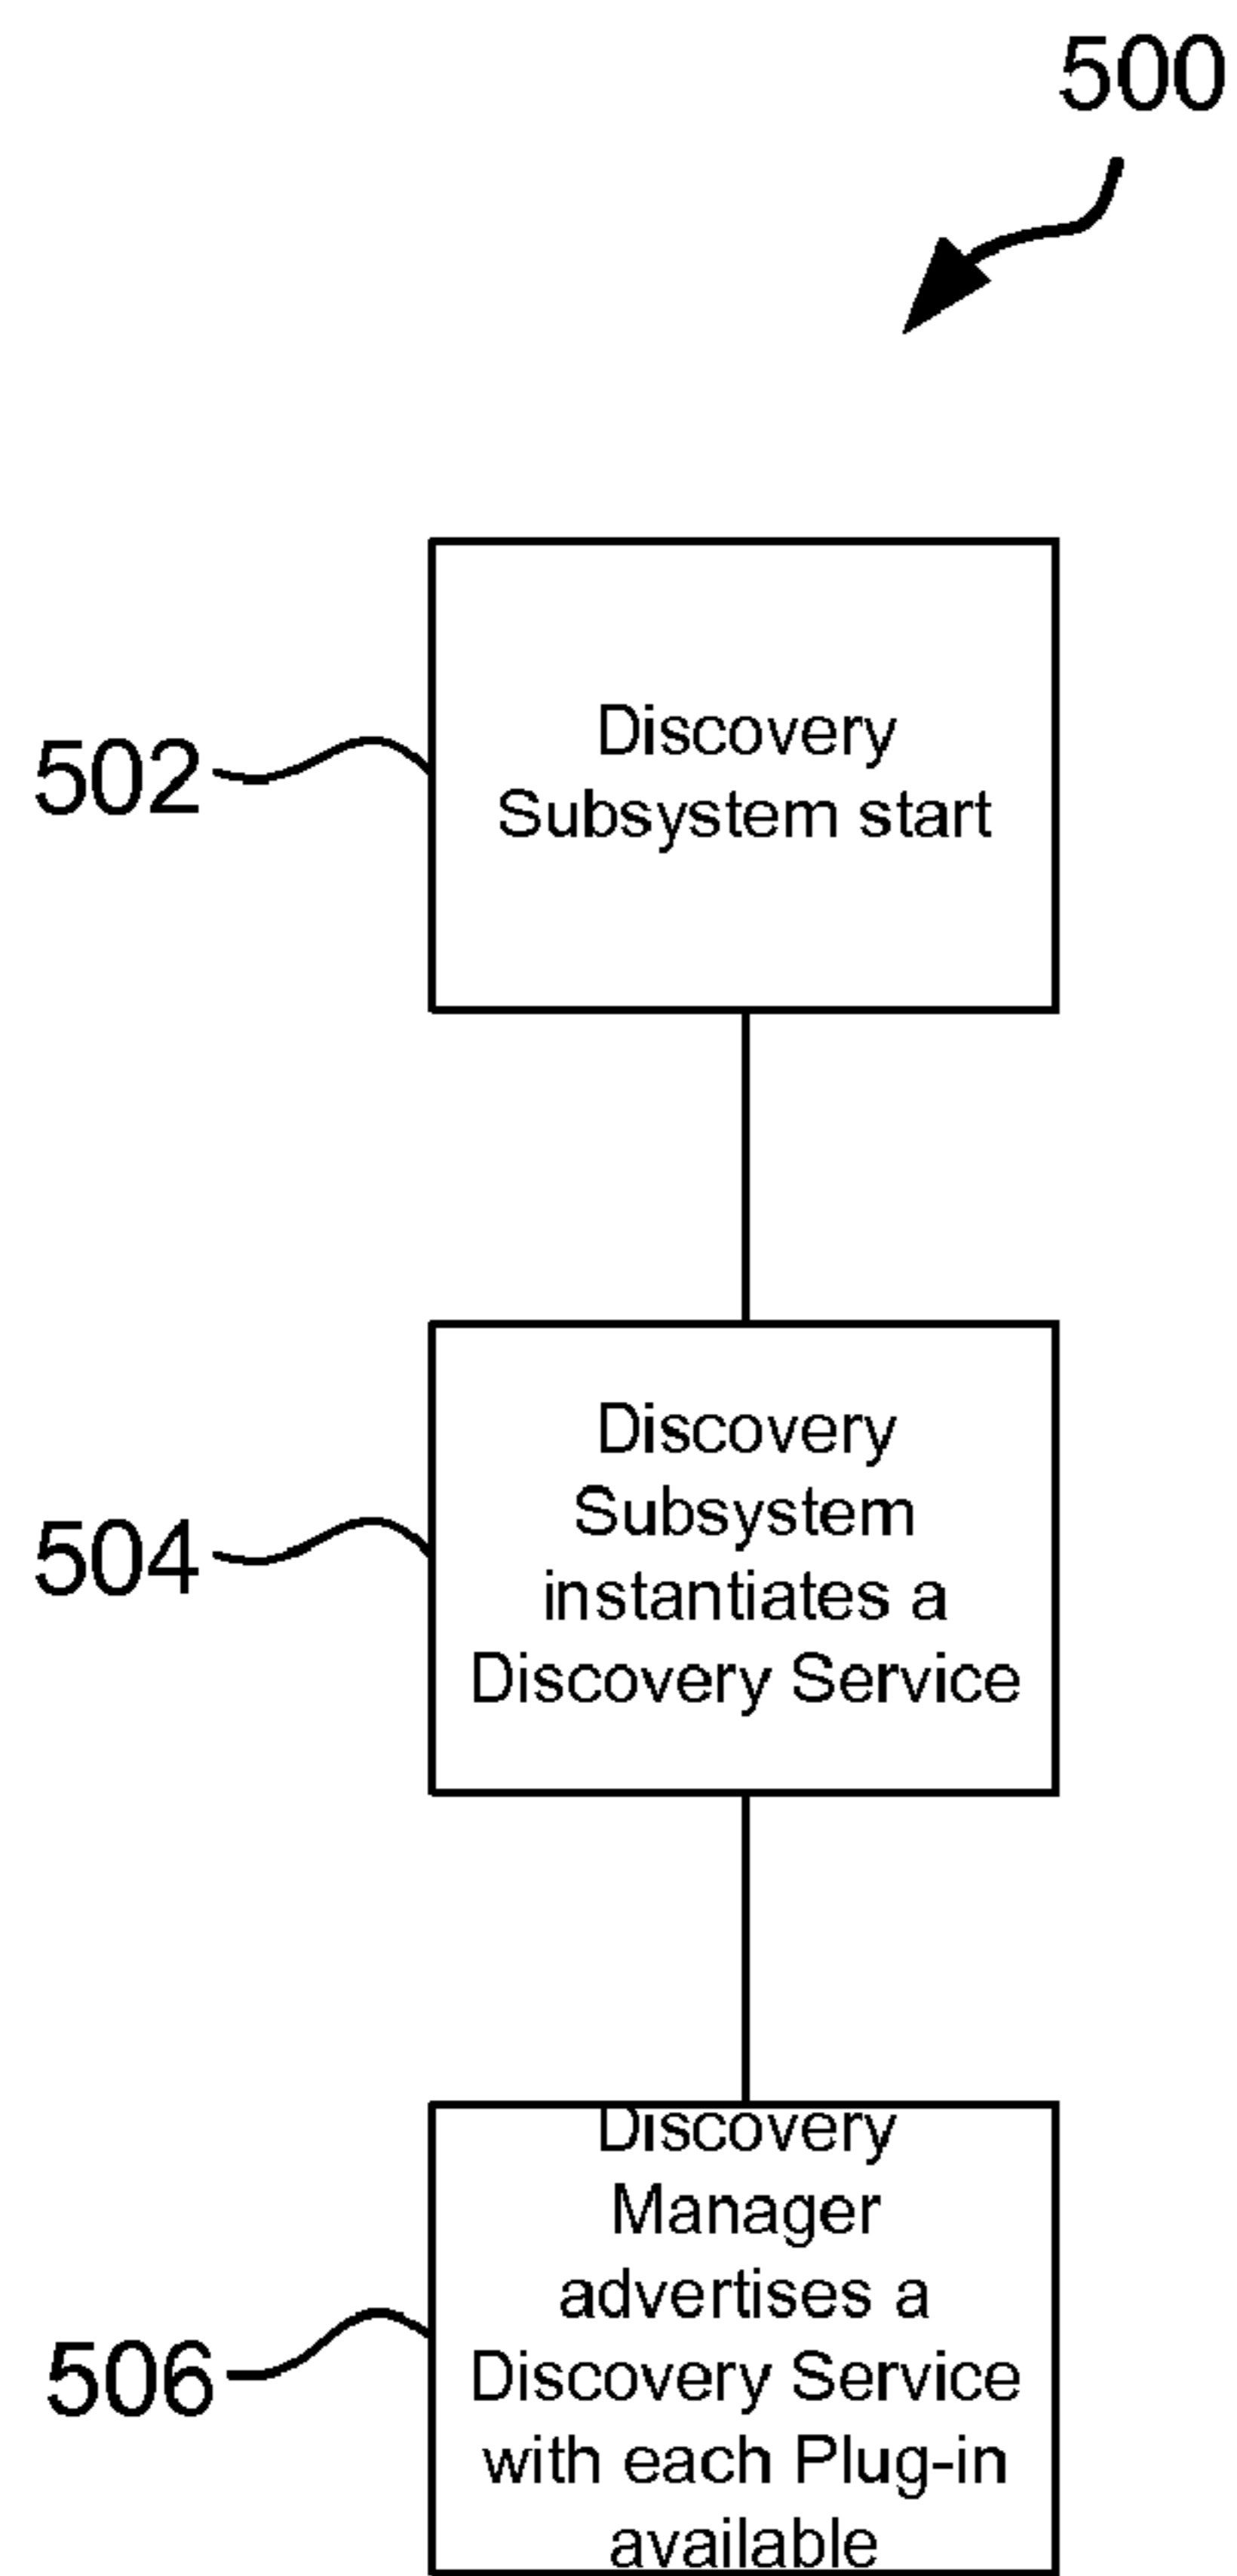 500
502
Discovery
Subsystem start
504
Discovery
Subsystem
instantiates a
Discovery Service
506
Discovery
Manager
advertises a
Discovery Service
with each Plug-in
available